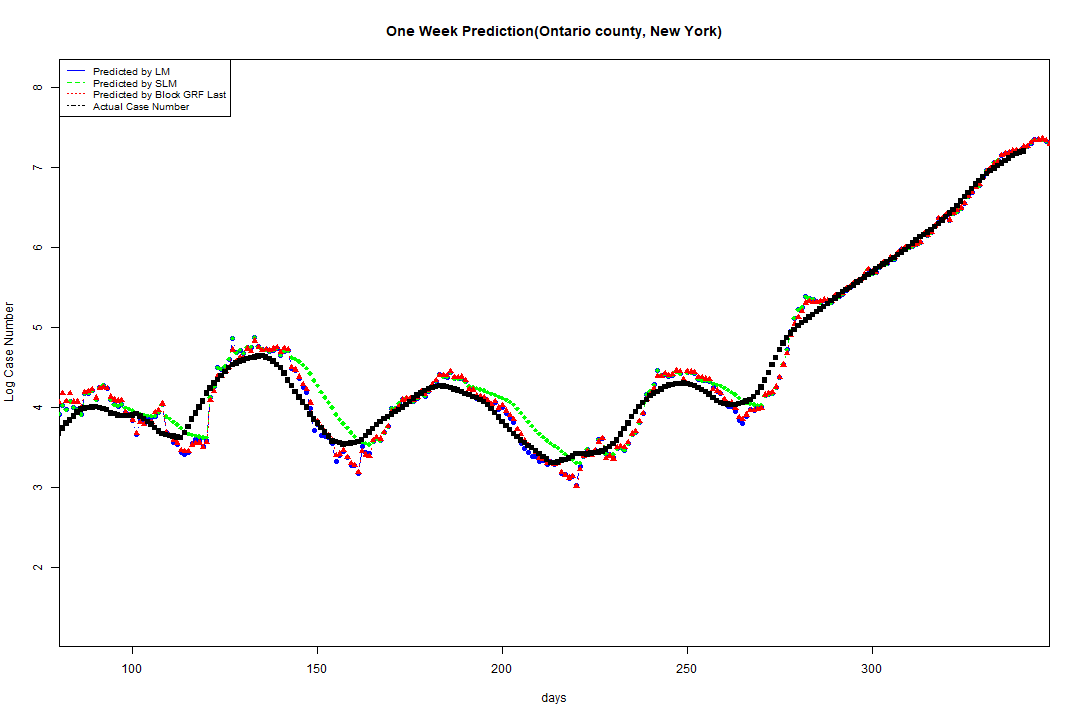 One Week Prediction(Ontario county, New York)
Predicted by LM
Predicted by SLM
Predicted by Block GRF Last
Actual Case Number
8
7
6
5
4
3
2
Log Case Number
100 150 200 250 300
days